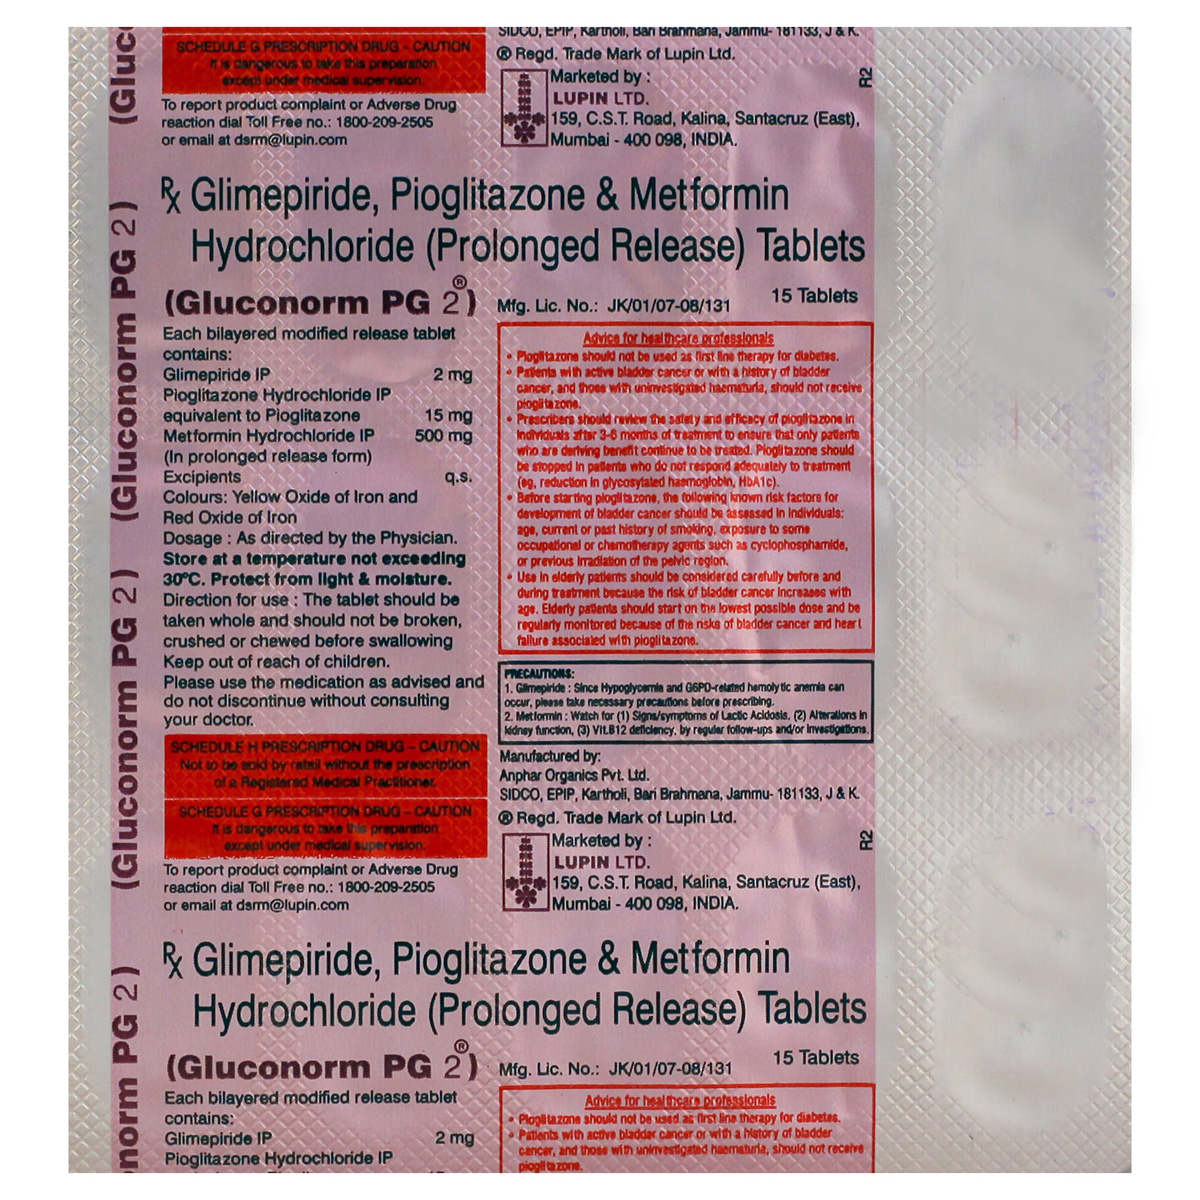 (Gluc
SCHEDULE G PRESCRIPTION DRUG - CAUTION
It is dangerous to take this preparation
except under medical supervision.
To report product complaint or Adverse Drug
reaction dial Toll Free no.: 1800-209-2505
or email at dsrm@lupin.com
SIDCO, EPIP, Kartholi, Bari Brahmana, Jammu- 181133, J & K.
® Regd. Trade Mark of Lupin Ltd.
Marketed by :
LUPIN LTD.
159, C.S.T. Road, Kalina, Santacruz (East),
Mumbai - 400 098, INDIA.
R2
(Gluconorm PG 2)
℞ Glimepiride, Pioglitazone & Metformin
Hydrochloride (Prolonged Release) Tablets
(Gluconorm PG 2®)
Mfg. Lic. No.: JK/01/07-08/131
15 Tablets
Each bilayered modified release tablet
contains:
Glimepiride IP 2 mg
Pioglitazone Hydrochloride IP
equivalent to Pioglitazone 15 mg
Metformin Hydrochloride IP 500 mg
(In prolonged release form)
Excipients q.s.
Colours: Yellow Oxide of Iron and
Red Oxide of Iron
Dosage : As directed by the Physician.
Store at a temperature not exceeding
30°C. Protect from light & moisture.
Direction for use : The tablet should be
taken whole and should not be broken,
crushed or chewed before swallowing
Keep out of reach of children.
Please use the medication as advised and
do not discontinue without consulting
your doctor.
SCHEDULE H PRESCRIPTION DRUG - CAUTION
Not to be sold by retail without the prescription
of a Registered Medical Practitioner.
SCHEDULE G PRESCRIPTION DRUG - CAUTION
It is dangerous to take this preparation
except under medical supervision.
To report product complaint or Adverse Drug
reaction dial Toll Free no.: 1800-209-2505
or email at dsrm@lupin.com
Advice for healthcare professionals
• Pioglitazone should not be used as first line therapy for diabetes.
• Patients with active bladder cancer or with a history of bladder
cancer, and those with uninvestigated haematuria, should not receive
pioglitazone.
• Prescribers should review the safety and efficacy of pioglitazone in
individuals after 3-6 months of treatment to ensure that only patients
who are deriving benefit continue to be treated. Pioglitazone should
be stopped in patients who do not respond adequately to treatment
(eg, reduction in glycosylated haemoglobin, HbA1c).
• Before starting pioglitazone, the following known risk factors for
development of bladder cancer should be assessed in individuals:
age, current or past history of smoking, exposure to some
occupational or chemotherapy agents such as cyclophosphamide,
or previous irradiation of the pelvic region.
• Use in elderly patients should be considered carefully before and
during treatment because the risk of bladder cancer increases with
age. Elderly patients should start on the lowest possible dose and be
regularly monitored because of the risks of bladder cancer and heart
failure associated with pioglitazone.
PRECAUTIONS:
1. Glimepiride : Since Hypoglycemia and G6PD-related hemolytic anemia can
occur, please take necessary precautions before prescribing.
2. Metformin : Watch for (1) Signs/symptoms of Lactic Acidosis. (2) Alterations in
kidney function, (3) Vit.B12 deficiency, by regular follow-ups and/or investigations.
Manufactured by:
Anphar Organics Pvt. Ltd.
SIDCO, EPIP, Kartholi, Bari Brahmana, Jammu- 181133, J & K.
® Regd. Trade Mark of Lupin Ltd.
Marketed by :
LUPIN LTD.
159, C.S.T. Road, Kalina, Santacruz (East),
Mumbai - 400 098, INDIA.
R2
(Gluconorm PG 2)
℞ Glimepiride, Pioglitazone & Metformin
Hydrochloride (Prolonged Release) Tablets
(Gluconorm PG 2®)
Mfg. Lic. No.: JK/01/07-08/131
15 Tablets
norm PG 2)
Each bilayered modified release tablet
contains:
Glimepiride IP 2 mg
Pioglitazone Hydrochloride IP
Advice for healthcare professionals
• Pioglitazone should not be used as first line therapy for diabetes.
• Patients with active bladder cancer or with a history of bladder
cancer, and those with uninvestigated haematuria, should not receive
pioglitazone.